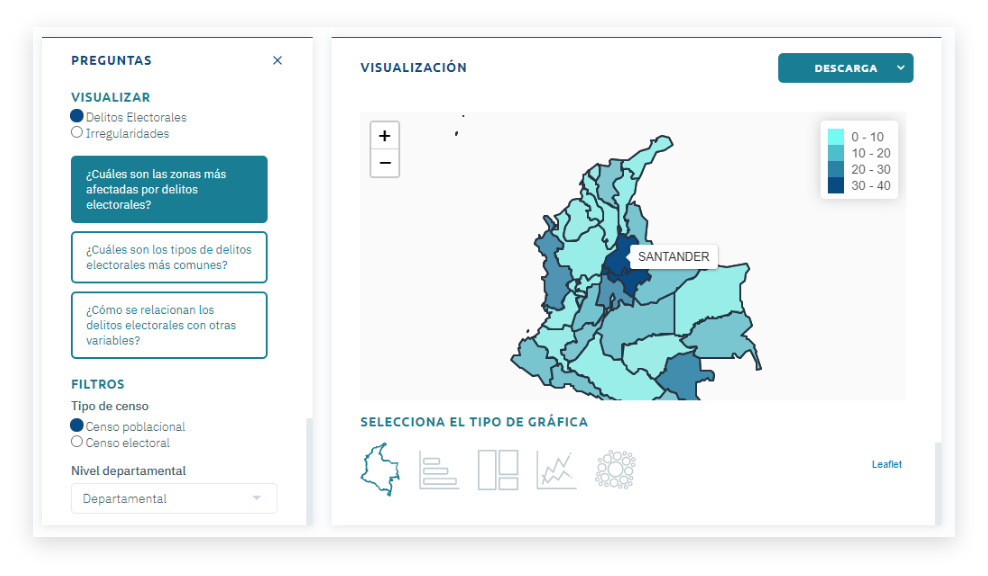 PREGUNTAS
VISUALIZAR
Delitos Electorales
Irregularidades
¿Cuáles son las zonas más
afectadas por delitos
electorales?
¿Cuáles son los tipos de delitos
electorales más comunes?
¿Cómo se relacionan los
delitos electorales con otras
variables?
FILTROS
Tipo de censo
Censo poblacional
Censo electoral
Nivel departamental
Departamental
VISUALIZACIÓN
DESCARGA
+
−
0 - 10
10 - 20
20 - 30
30 - 40
SANTANDER
SELECCIONA EL TIPO DE GRÁFICA
Leaflet